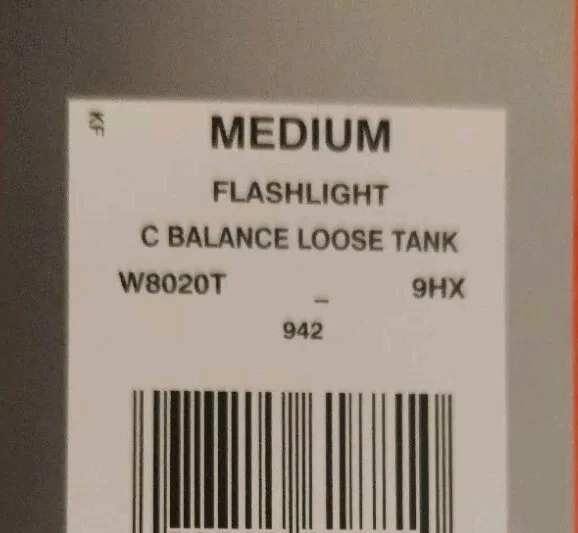 KF
MEDIUM
FLASHLIGHT
C BALANCE LOOSE TANK
W8020T _ 9HX
942